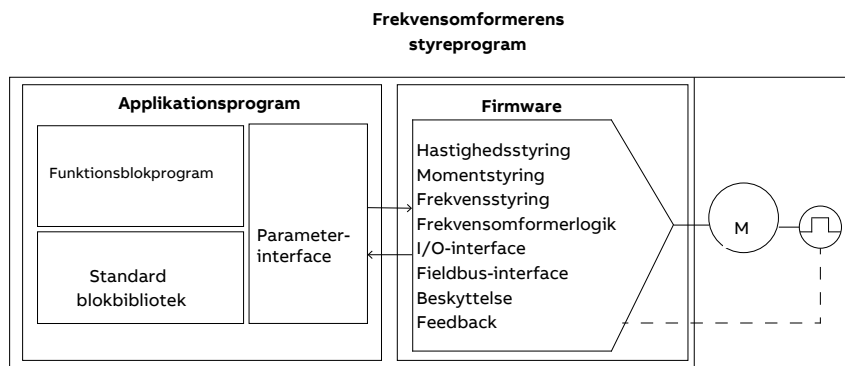 Frekvensomformerens
styreprogram
Applikationsprogram
Funktionsblokprogram
Standard
blokbibliotek
Parameter-
interface
Firmware
Hastighedsstyring
Momentstyring
Frekvensstyring
Frekvensomformerlogik
I/O-interface
Fieldbus-interface
Beskyttelse
Feedback
M